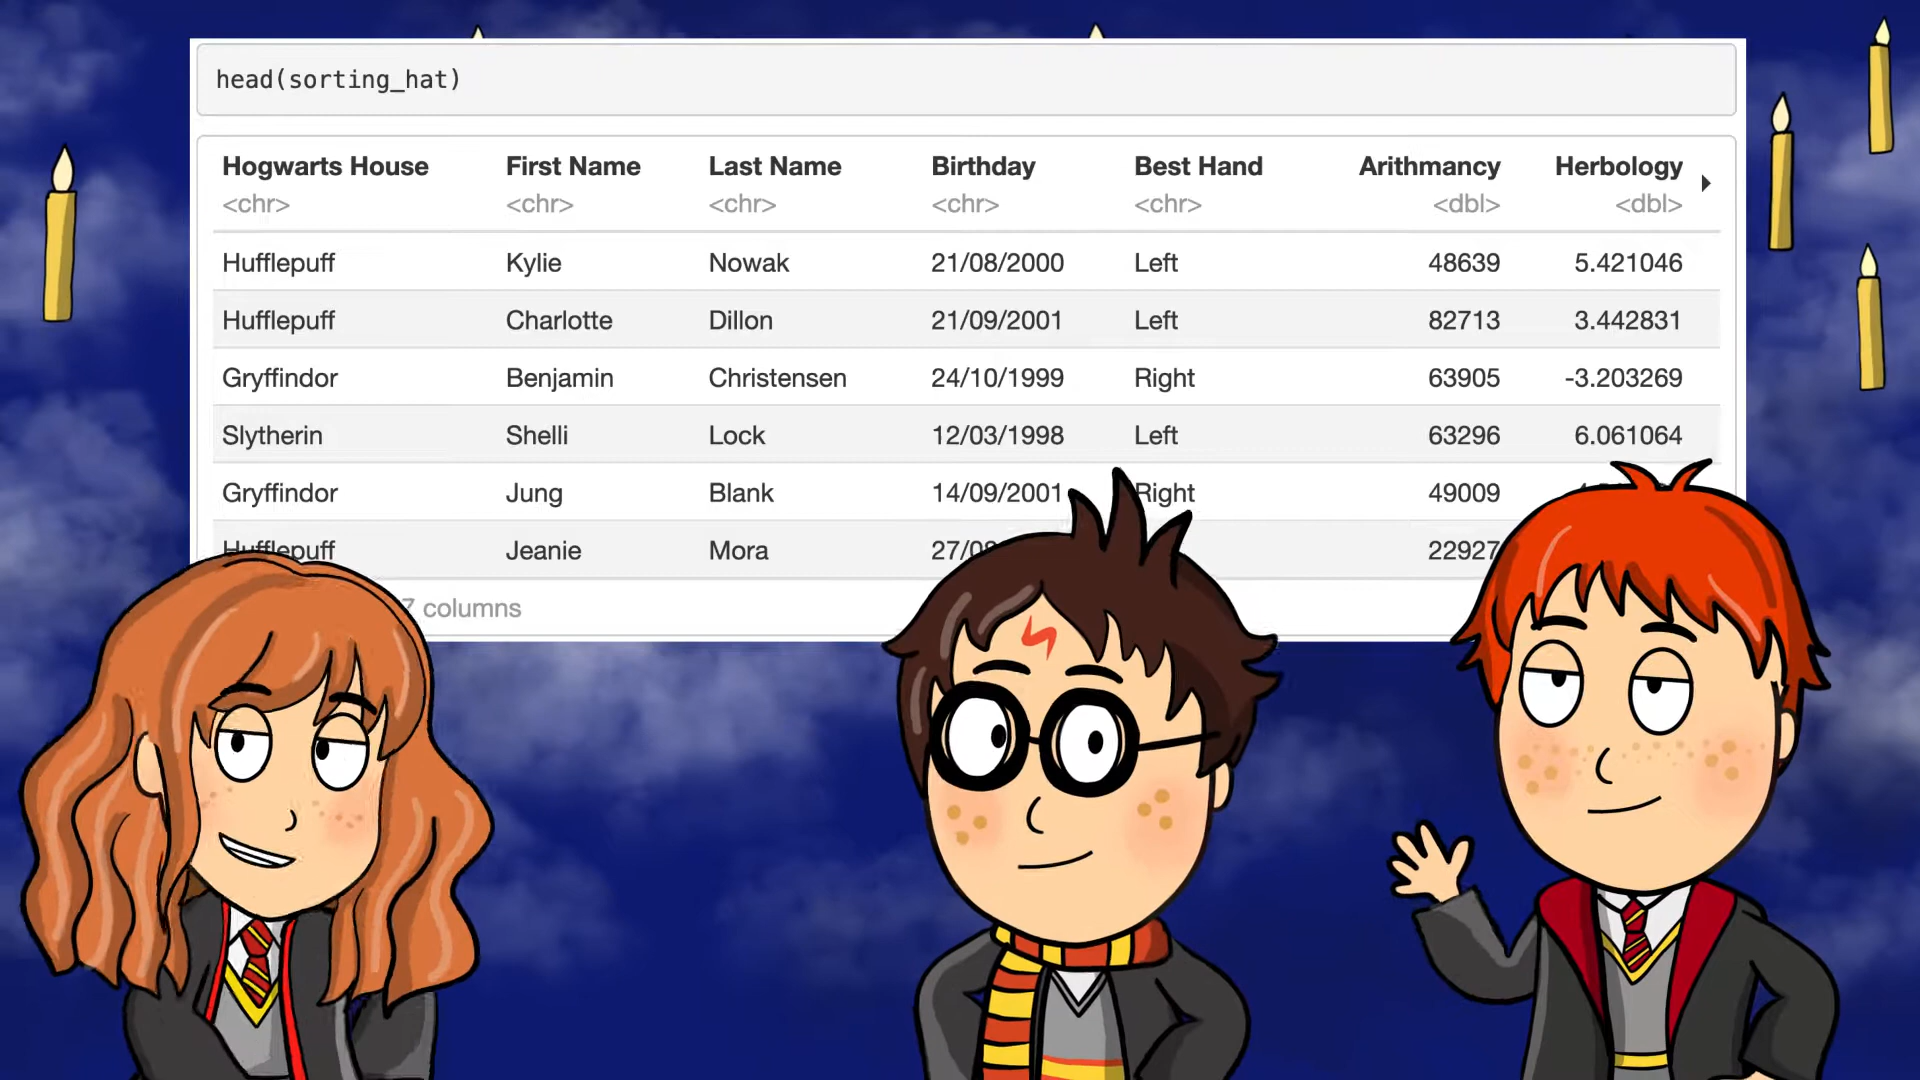 head(sorting_hat)
Hogwarts House First Name Last Name Birthday Best Hand Arithmancy Herbology
<chr> <chr> <chr> <chr> <chr> <dbl> <dbl>
Hufflepuff Kylie Nowak 21/08/2000 Left 48639 5.421046
Hufflepuff Charlotte Dillon 21/09/2001 Left 82713 3.442831
Gryffindor Benjamin Christensen 24/10/1999 Right 63905 -3.203269
Slytherin Shelli Lock 12/03/1998 Left 63296 6.061064
Gryffindor Jung Blank 14/09/2001 Right 49009
Hufflepuff Jeanie Mora 22927
columns